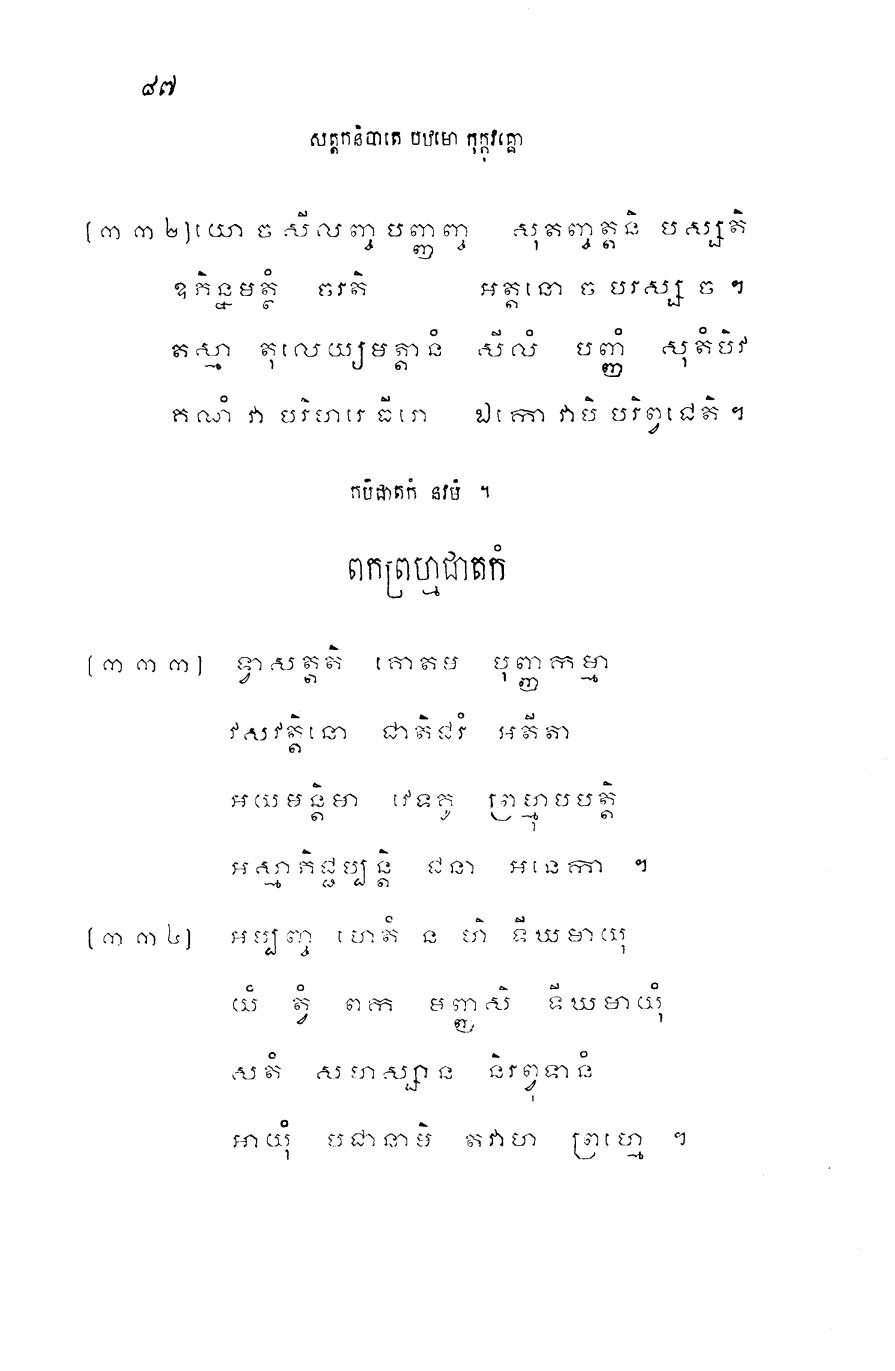 ៨៧
សត្តកនិបាតេ បឋមោ កុក្កុវគ្គោ
(៣៣២) យោ ច សីលញ្ច បញ្ញញ្ច សុតញ្ចត្តនិ បស្សតិ
ឧភិន្នមត្ថំ ចរតិ អត្តនោ ច បរស្ស ច ។
តស្មា តុលេយ្យមត្តានំ សីលំ បញ្ញំ សុតំបិវ
គណំ វា បរិហរេ ធីរោ ឯកោ វាបិ បរិព្វជេតិ ។
កបិជាតកំ នវមំ ។
ពកព្រហ្មជាតកំ
(៣៣៣) ទ្វាសត្តតិ គោតម បុញ្ញកម្មា
វសវត្តិនោ ជាតិជរំ អតីតា
អយមន្តិមា វេទគូ ព្រហ្មុបបត្តិ
អស្មាភិជ្ជប្បន្តិ ជនា អនេកា ។
(៣៣៤) អប្បញ្ច ហេតំ ន ហិ ទីឃមាយុ
យំ ត្វំ ពក មញ្ញសិ ទីឃមាយុំ
សតំ សហស្សាន និរព្វុទានំ
អាយុំ បជានាមិ តវាហ ព្រហ្មេ ។